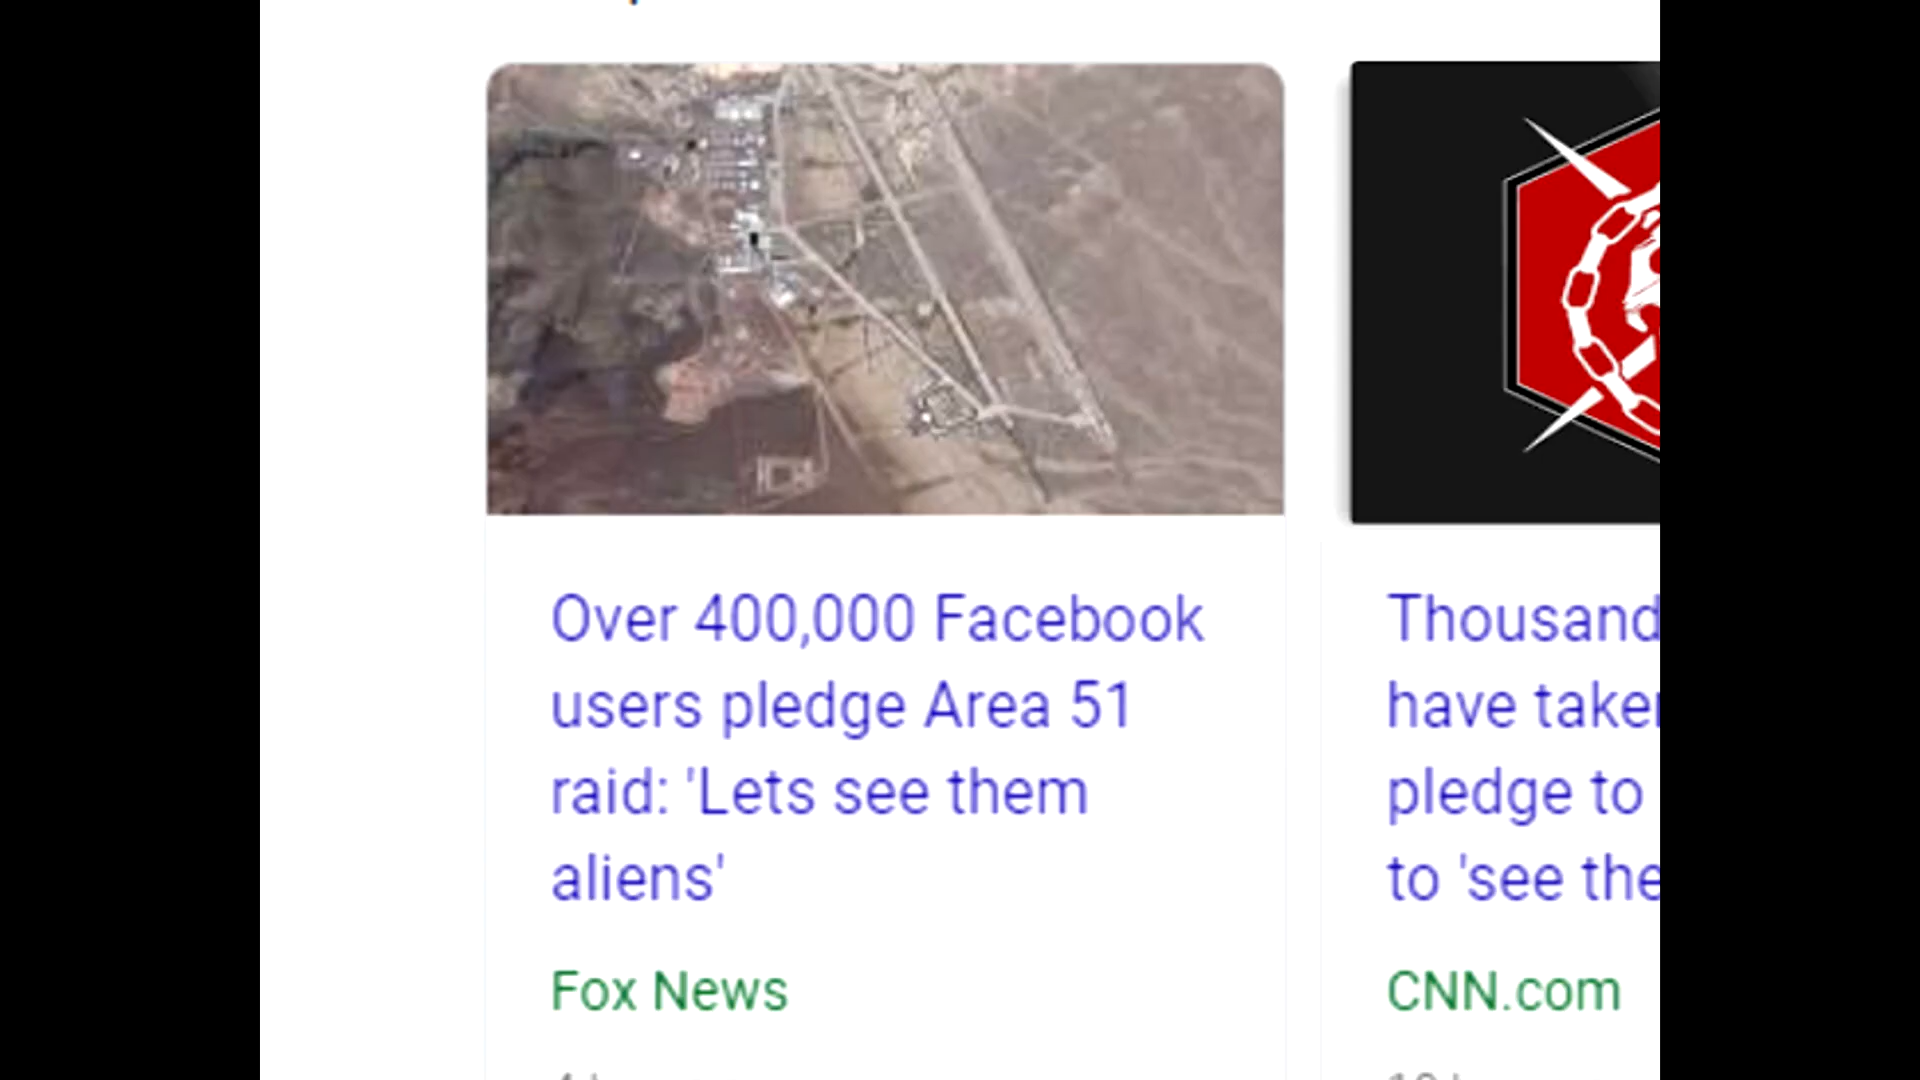 Over 400,000 Facebook
users pledge Area 51
raid: 'Lets see them
aliens'
Fox News
Thousand
have take
pledge to
to 'see the
CNN.com